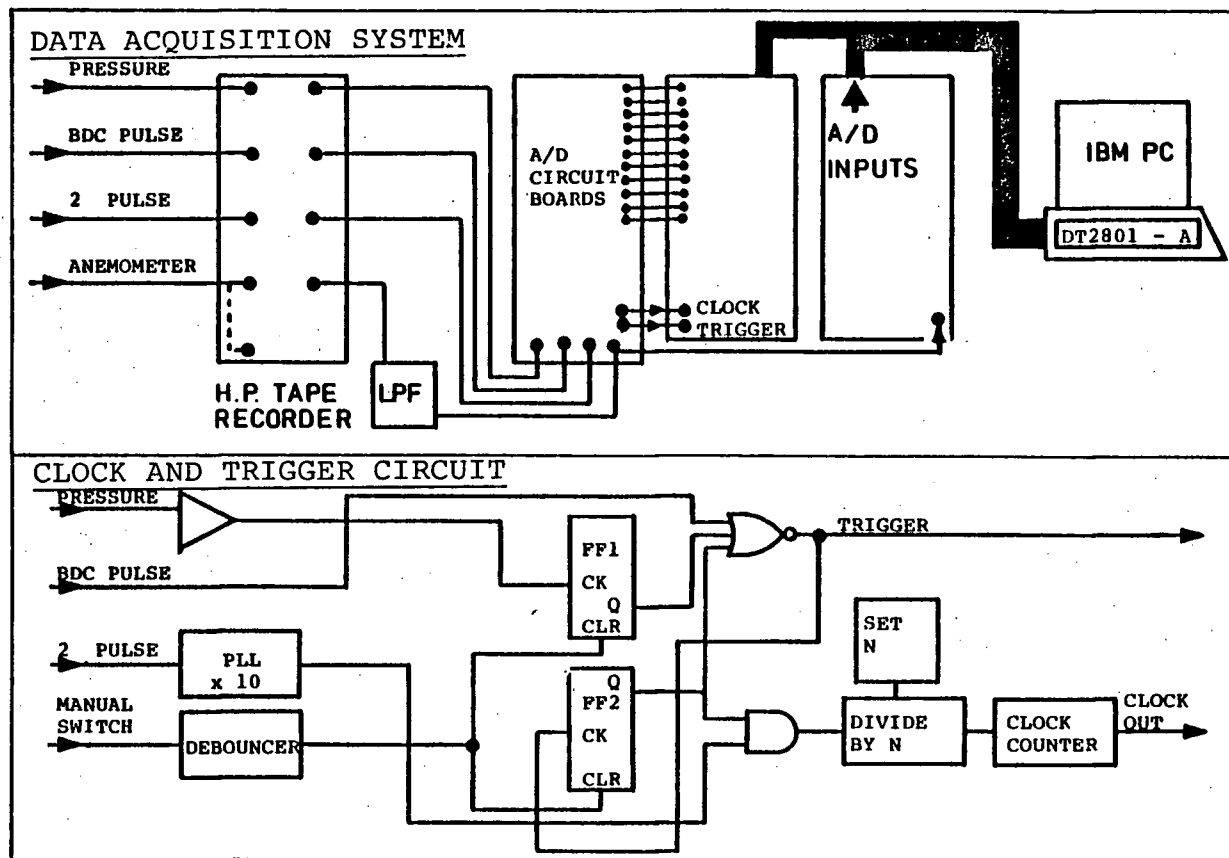 DATA ACQUISITION SYSTEM
PRESSURE
BDC PULSE
2 PULSE
ANEMOMETER
H.P. TAPE
RECORDER
LPF
A/D
CIRCUIT
BOARDS
CLOCK
TRIGGER
A/D
INPUTS
IBM PC
DT2801 - A
CLOCK AND TRIGGER CIRCUIT
PRESSURE
BDC PULSE
2 PULSE
MANUAL
SWITCH
PLL
x 10
DEBOUNCER
FF1
CK
Q
CLR
Q
FF2
CK
CLR
TRIGGER
SET
N
DIVIDE
BY N
CLOCK
COUNTER
CLOCK
OUT